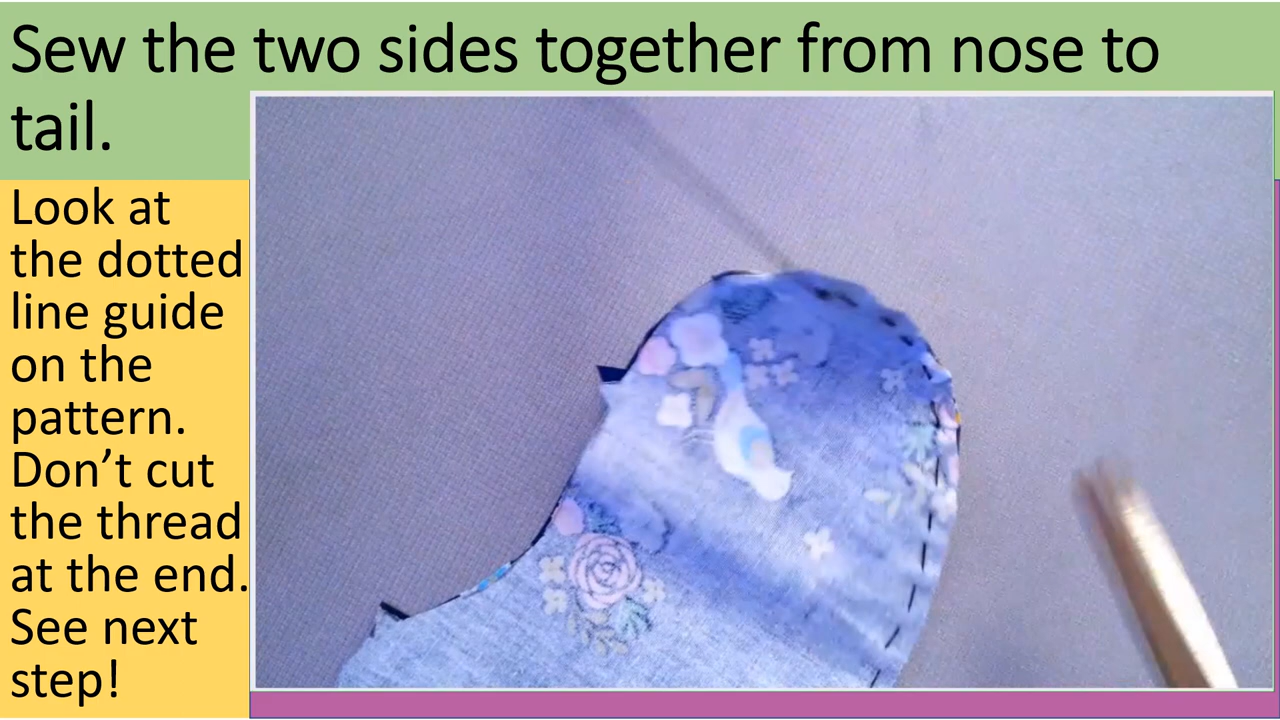 Sew the two sides together from nose to
tail.
Look at
the dotted
line guide
on the
pattern.
Don’t cut
the thread
at the end.
See next
step!